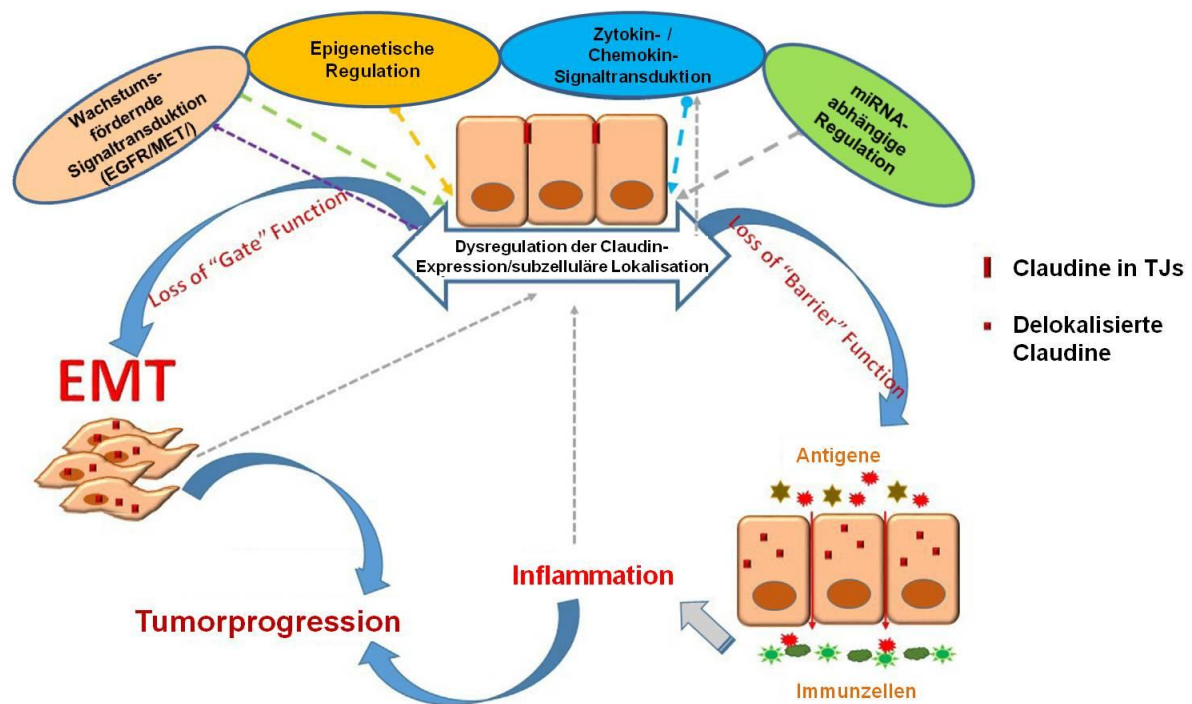 Wachstums-
fördernde
Signaltransduktion
(EGFR/MET/)
Epigenetische
Regulation
Zytokin- /
Chemokin-
Signaltransduktion
miRNA-
abhängige
Regulation
Loss of "Gate" Function
Dysregulation der Claudin-
Expression/subzelluläre Lokalisation
Loss of "Barrier" Function
Claudine in TJs
Delokalisierte
Claudine
EMT
Antigene
Inflammation
Tumorprogression
Immunzellen